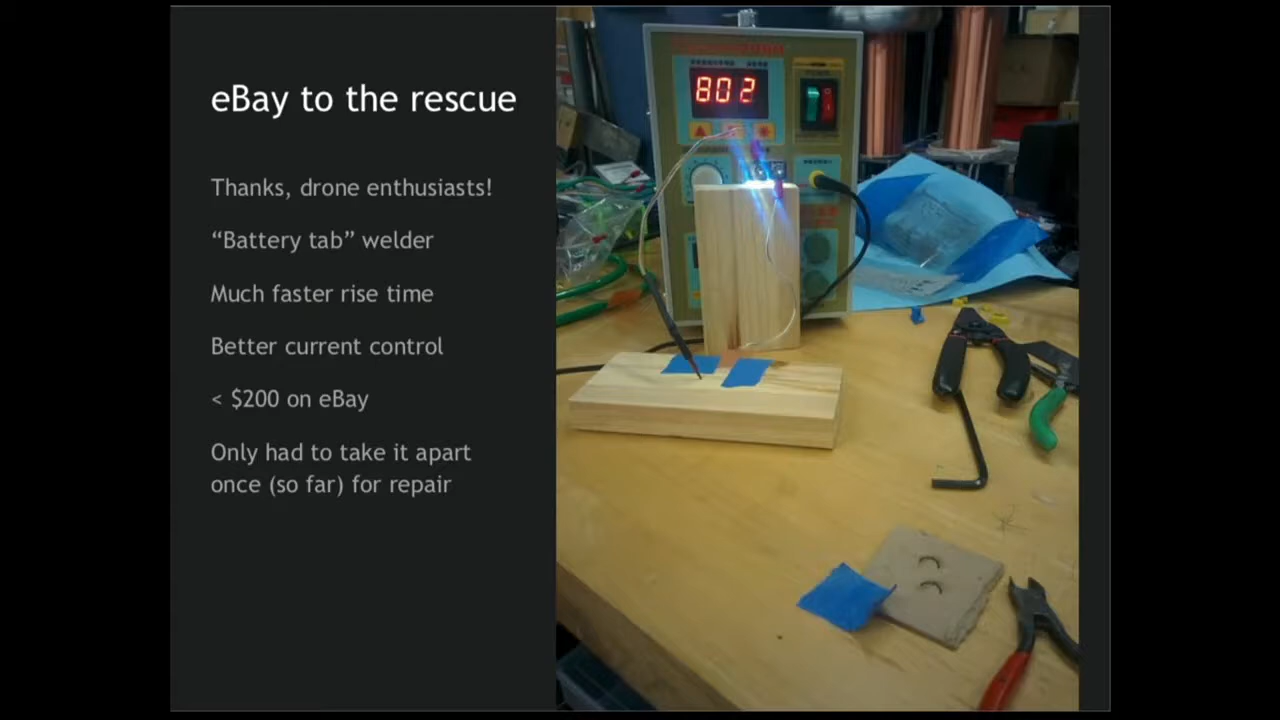 eBay to the rescue
Thanks, drone enthusiasts!
“Battery tab” welder
Much faster rise time
Better current control
< $200 on eBay
Only had to take it apart
once (so far) for repair
802